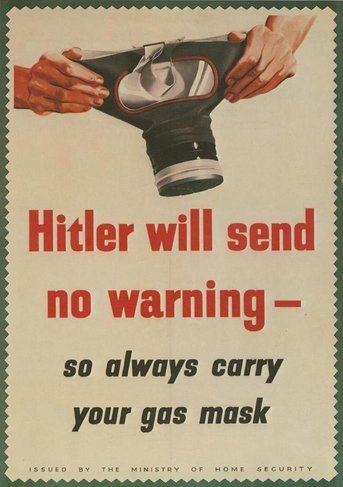 Hitler will send
no warning –
so always carry
your gas mask
ISSUED BY THE MINISTRY OF HOME SECURITY